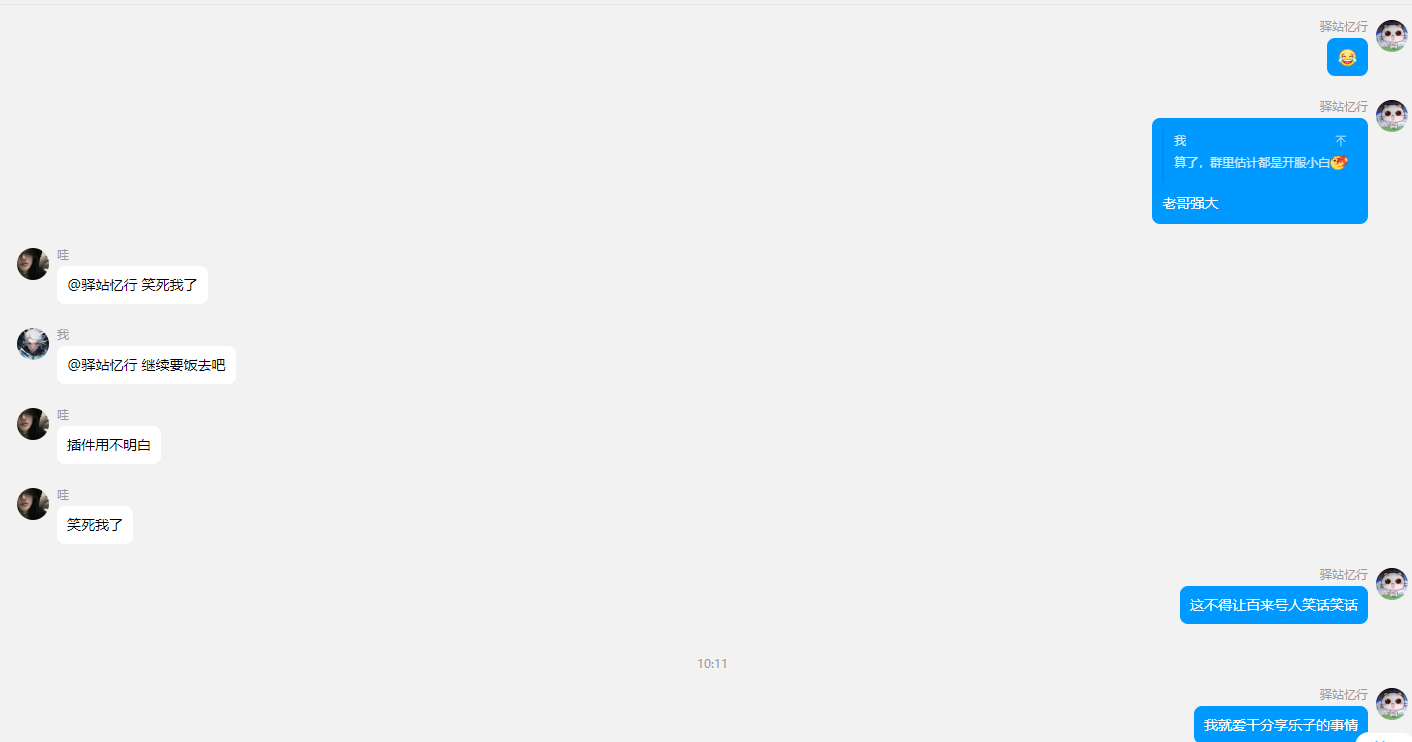 驿站忆行
😂
驿站忆行
我
算了，群里估计都是开服小白
老哥强大
哇
@驿站忆行 笑死我了
我
@驿站忆行 继续要饭去吧
哇
插件用不明白
哇
笑死我了
驿站忆行
这不得让百来号人笑话笑话
10:11
驿站忆行
我就爱干分享乐子的事情